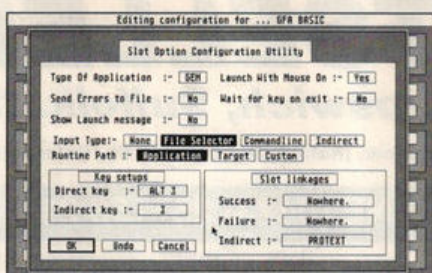 Editing configuration for ... GFA BASIC
Slot Option Configuration Utility
Type Of Application :- GEM
Launch With Mouse On :- Yes
Send Errors to File :- No
Wait for key on exit :- No
Show Launch message :- No
Input Type:- None File Selector Commandline Indirect
Runtime Path :- Application Target Custom
Key setups
Direct key :- ALT I
Indirect key :- I
Slot linkages
Success :- Nowhere.
Failure :- Nowhere.
Indirect :- PROTEXT
OK Undo Cancel